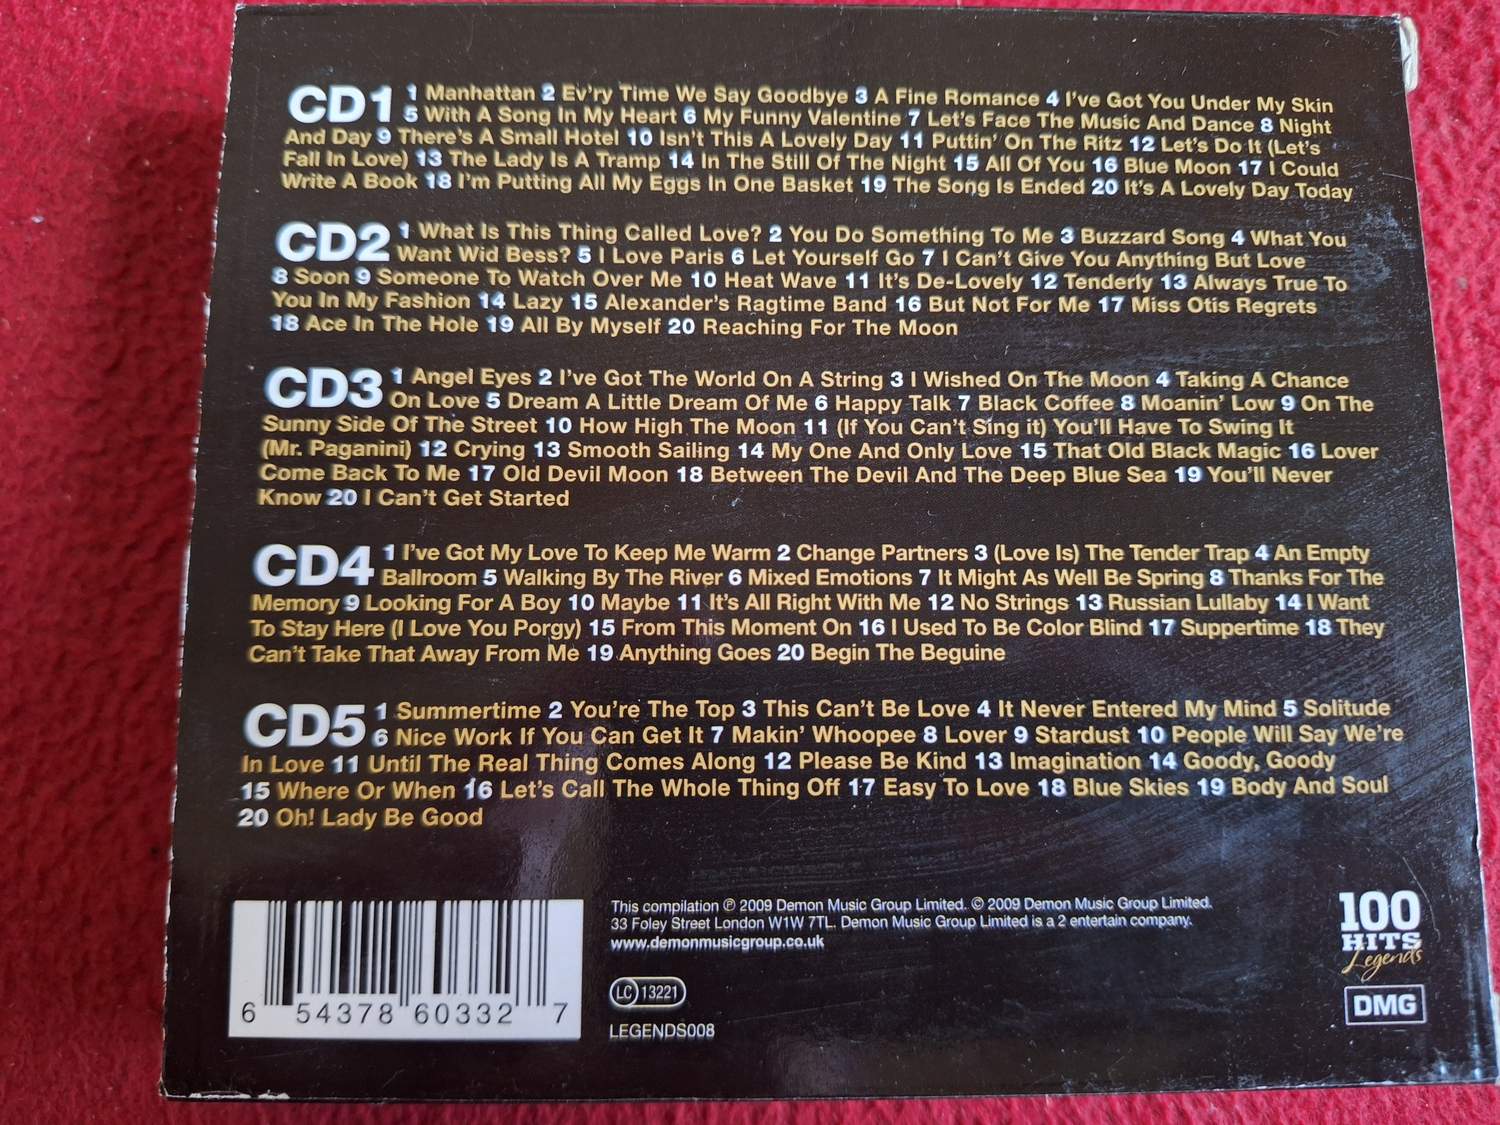 CD1 1 Manhattan 2 Ev'ry Time We Say Goodbye 3 A Fine Romance 4 I've Got You Under My Skin
5 With A Song In My Heart 6 My Funny Valentine 7 Let's Face The Music And Dance 8 Night
And Day 9 There's A Small Hotel 10 Isn't This A Lovely Day 11 Puttin' On The Ritz 12 Let's Do It (Let's
Fall In Love) 13 The Lady Is A Tramp 14 In The Still Of The Night 15 All Of You 16 Blue Moon 17 I Could
Write A Book 18 I'm Putting All My Eggs In One Basket 19 The Song Is Ended 20 It's A Lovely Day Today
CD2 1 What Is This Thing Called Love? 2 You Do Something To Me 3 Buzzard Song 4 What You
Want Wid Bess? 5 I Love Paris 6 Let Yourself Go 7 I Can't Give You Anything But Love
8 Soon 9 Someone To Watch Over Me 10 Heat Wave 11 It's De-Lovely 12 Tenderly 13 Always True To
You In My Fashion 14 Lazy 15 Alexander's Ragtime Band 16 But Not For Me 17 Miss Otis Regrets
18 Ace In The Hole 19 All By Myself 20 Reaching For The Moon
CD3 1 Angel Eyes 2 I've Got The World On A String 3 I Wished On The Moon 4 Taking A Chance
On Love 5 Dream A Little Dream Of Me 6 Happy Talk 7 Black Coffee 8 Moanin' Low 9 On The
Sunny Side Of The Street 10 How High The Moon 11 (If You Can't Sing it) You'll Have To Swing It
(Mr. Paganini) 12 Crying 13 Smooth Sailing 14 My One And Only Love 15 That Old Black Magic 16 Lover
Come Back To Me 17 Old Devil Moon 18 Between The Devil And The Deep Blue Sea 19 You'll Never
Know 20 I Can't Get Started
CD4 1 I've Got My Love To Keep Me Warm 2 Change Partners 3 (Love Is) The Tender Trap 4 An Empty
Ballroom 5 Walking By The River 6 Mixed Emotions 7 It Might As Well Be Spring 8 Thanks For The
Memory 9 Looking For A Boy 10 Maybe 11 It's All Right With Me 12 No Strings 13 Russian Lullaby 14 I Want
To Stay Here (I Love You Porgy) 15 From This Moment On 16 I Used To Be Color Blind 17 Suppertime 18 They
Can't Take That Away From Me 19 Anything Goes 20 Begin The Beguine
CD5 1 Summertime 2 You're The Top 3 This Can't Be Love 4 It Never Entered My Mind 5 Solitude
6 Nice Work If You Can Get It 7 Makin' Whoopee 8 Lover 9 Stardust 10 People Will Say We're
In Love 11 Until The Real Thing Comes Along 12 Please Be Kind 13 Imagination 14 Goody, Goody
15 Where Or When 16 Let's Call The Whole Thing Off 17 Easy To Love 18 Blue Skies 19 Body And Soul
20 Oh! Lady Be Good
6 54378 60332 7
This compilation ℗ 2009 Demon Music Group Limited. © 2009 Demon Music Group Limited.
33 Foley Street London W1W 7TL. Demon Music Group Limited is a 2 entertain company.
www.demonmusicgroup.co.uk
LC 13221
LEGENDS008
100
HITS
Legends
DMG